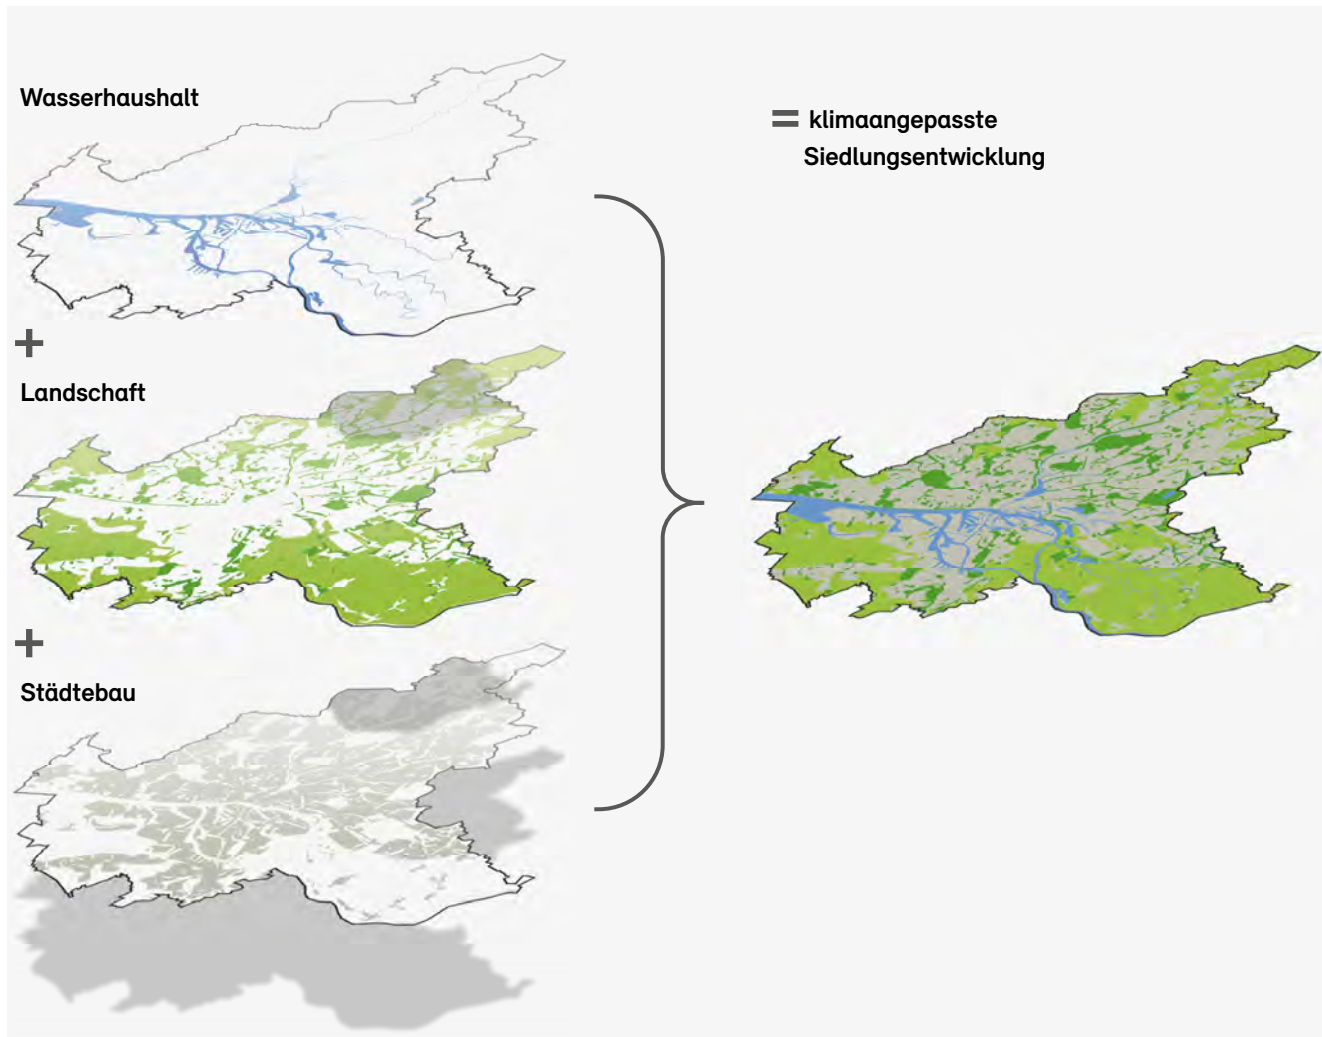 Wasserhaushalt
+
Landschaft
+
Städtebau
= klimaangepasste
Siedlungsentwicklung